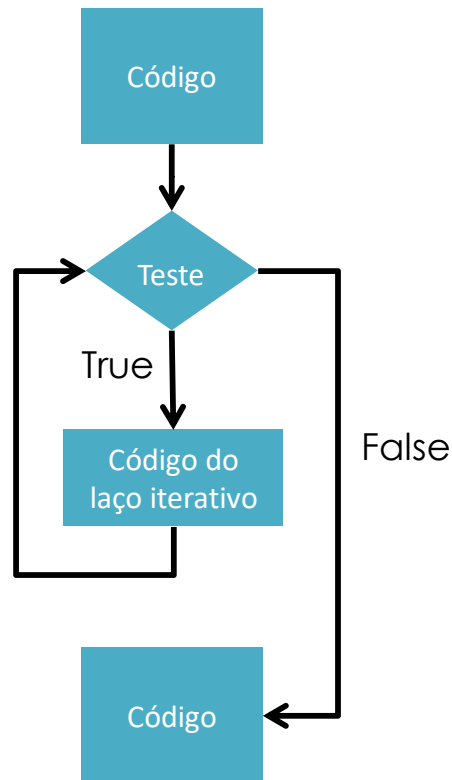 Código
Teste
True
False
Código do
laço iterativo
Código